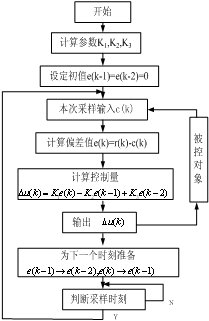 开始
计算参数K1,K2,K3
设定初值e(k-1)=e(k-2)=0
本次采样输入c(k)
计算偏差值e(k)=r(k)-c(k)
计算控制量
Δu(k)=K₁e(k)-K₂e(k-1)+K₃e(k-2)
输出 Δu(k)
被控对象
为下一个时刻准备
e(k-1)→e(k-2),e(k)→e(k-1)
判断采样时刻
N
Y